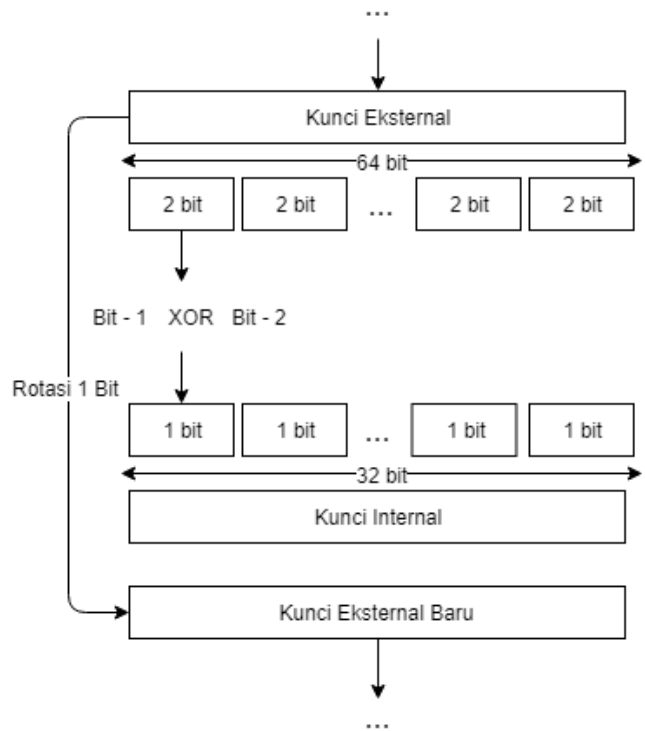 ...
Kunci Eksternal
64 bit
2 bit 2 bit ... 2 bit 2 bit
Bit - 1 XOR Bit - 2
Rotasi 1 Bit
1 bit 1 bit ... 1 bit 1 bit
32 bit
Kunci Internal
Kunci Eksternal Baru
...